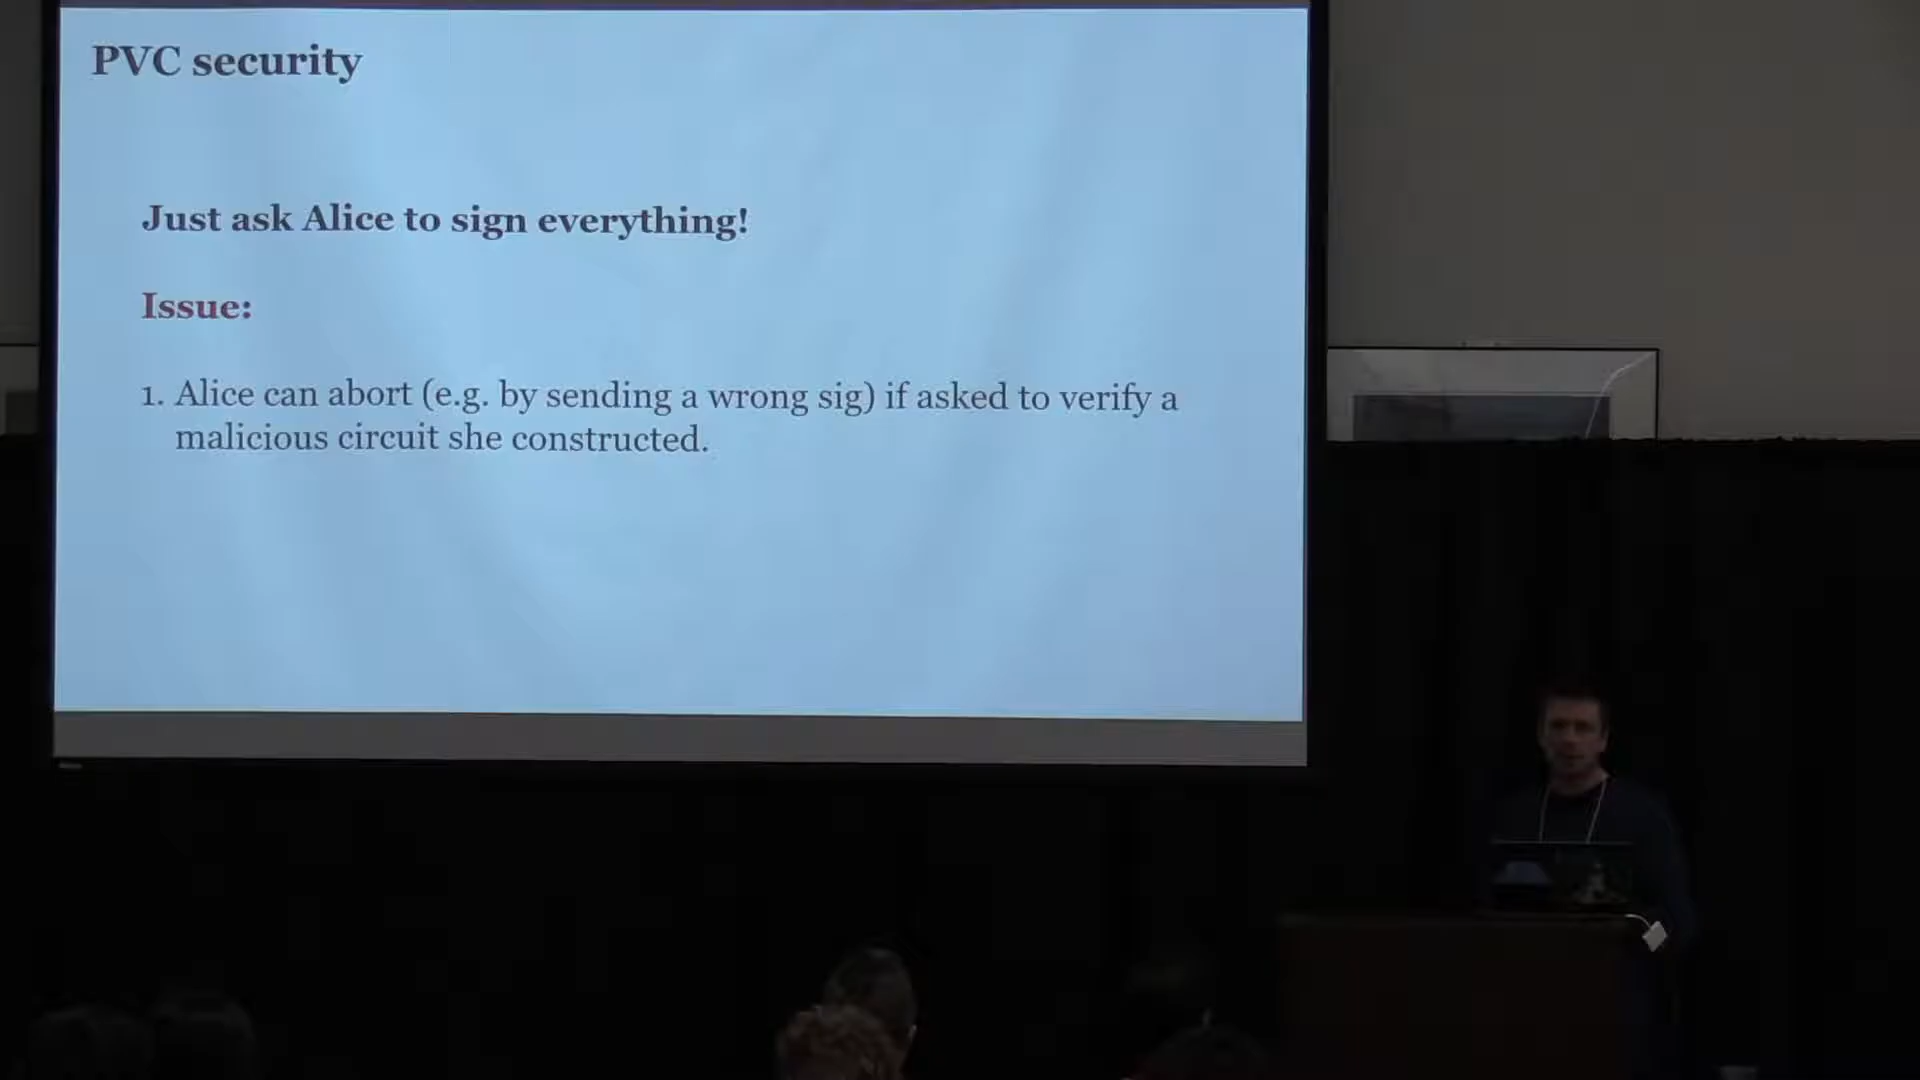 PVC security
Just ask Alice to sign everything!
Issue:
1. Alice can abort (e.g. by sending a wrong sig) if asked to verify a
malicious circuit she constructed.